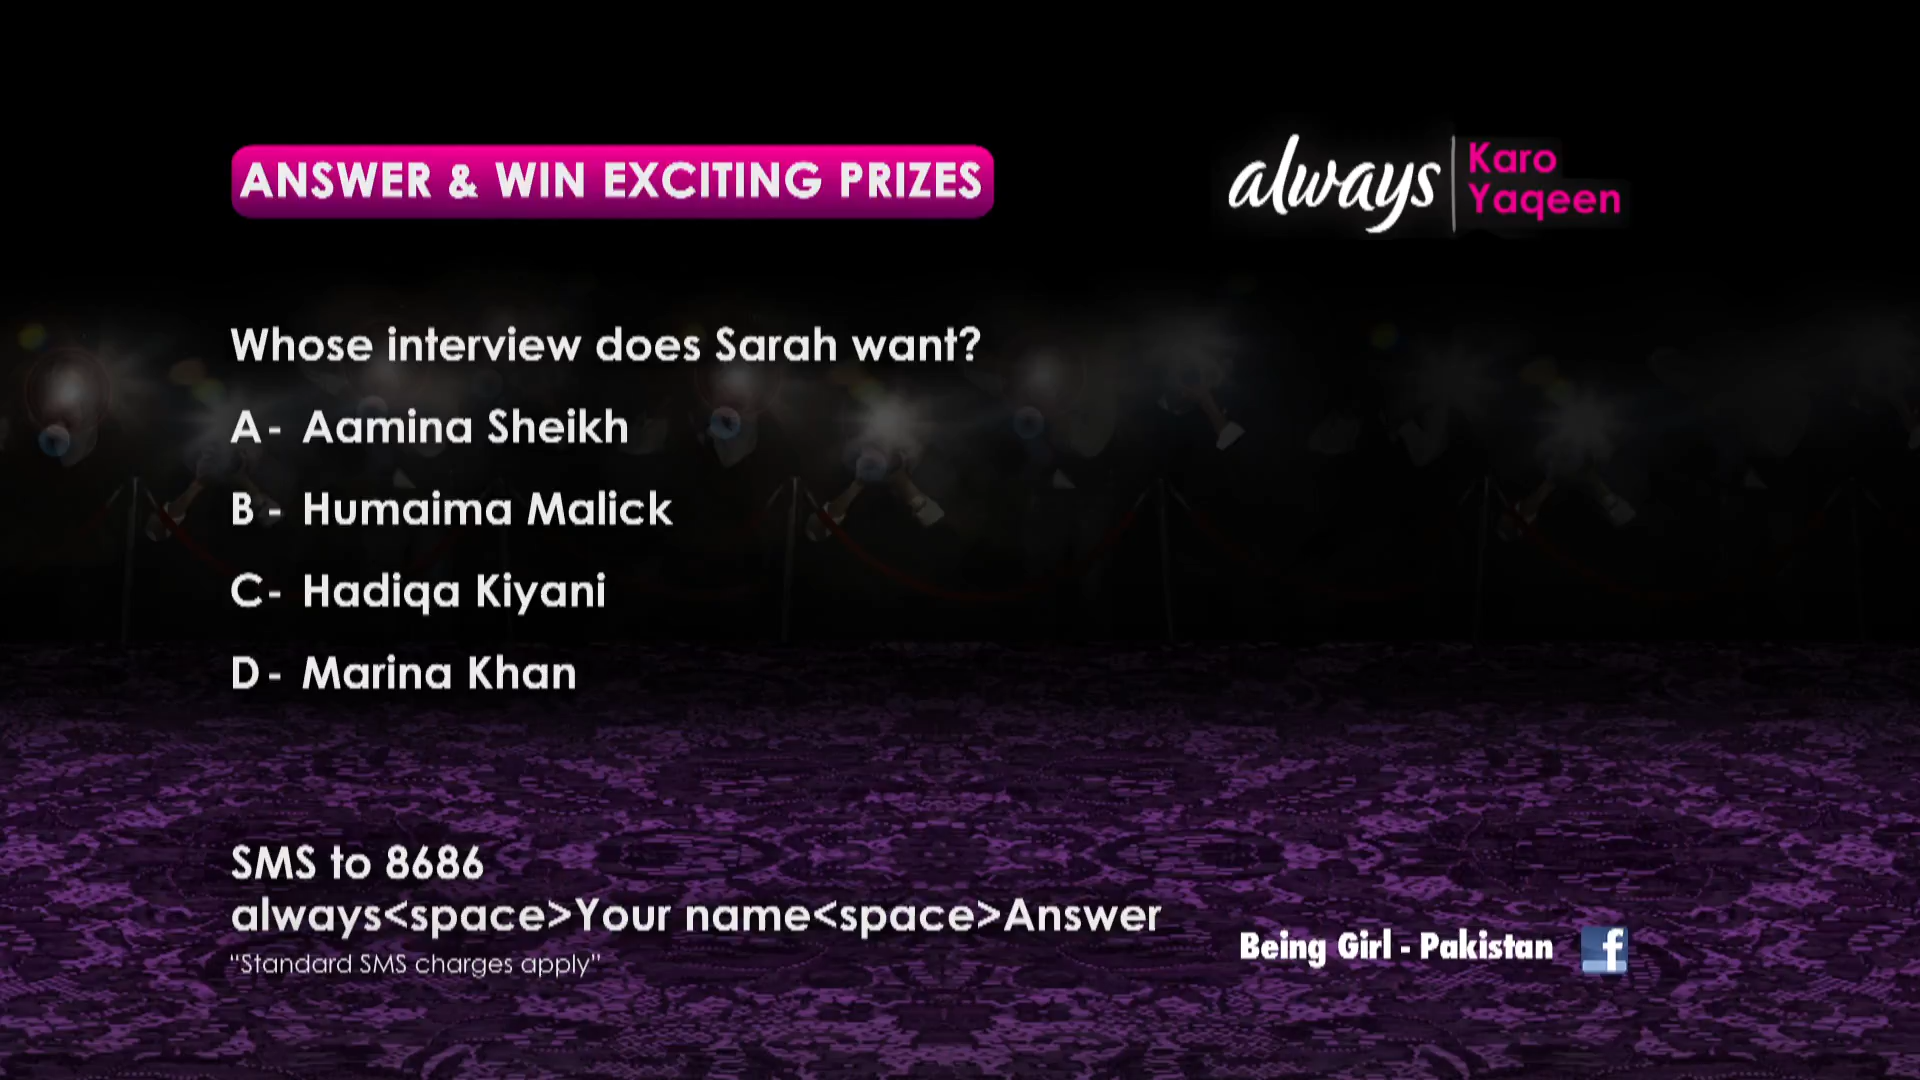 ANSWER & WIN EXCITING PRIZES
always
Karo
Yaqeen
Whose interview does Sarah want?
A - Aamina Sheikh
B - Humaima Malick
C - Hadiqa Kiyani
D - Marina Khan
SMS to 8686
always<space>Your name<space>Answer
“Standard SMS charges apply”
Being Girl - Pakistan f